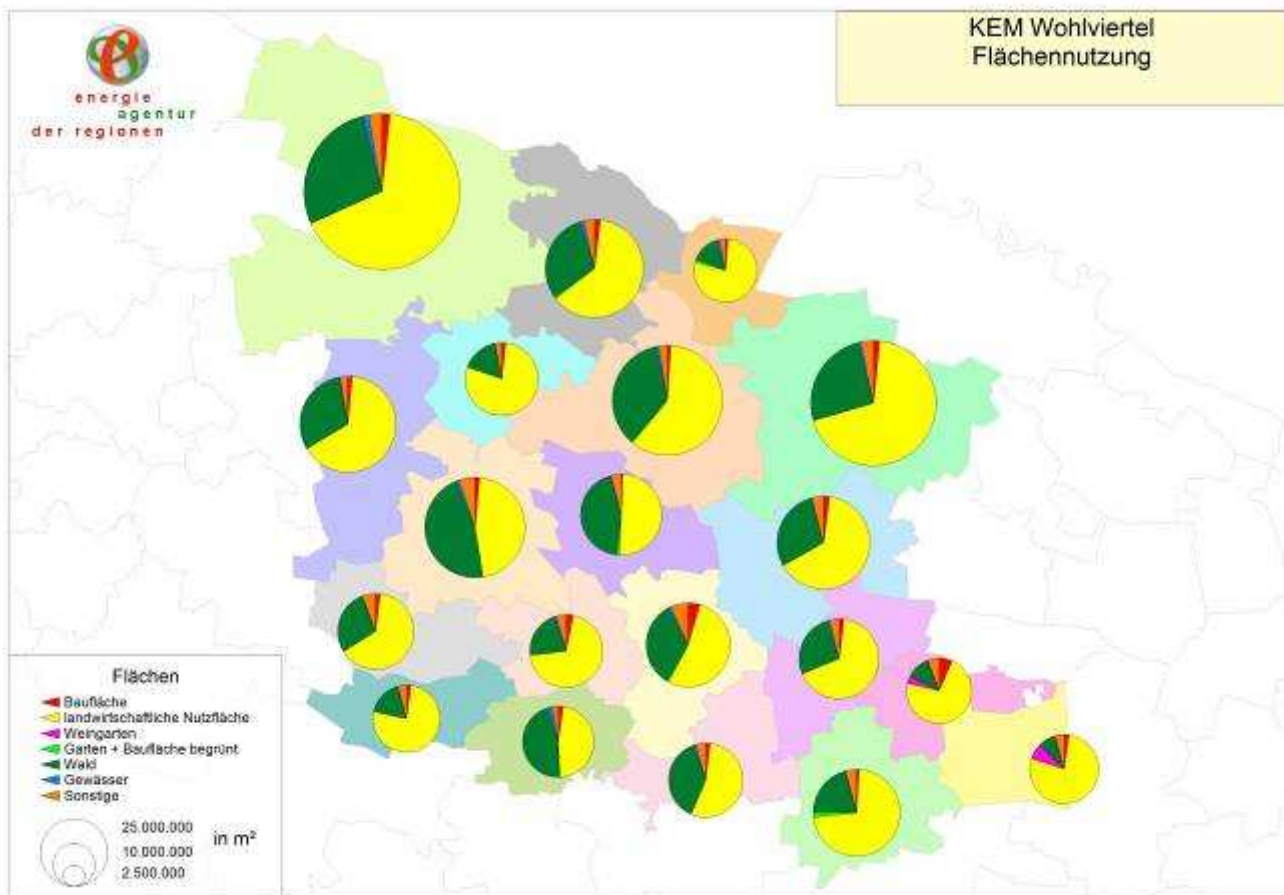 energie
agentur
der regionen
KEM Wohlviertel
Flächennutzung
Flächen
Baufläche
landwirtschaftliche Nutzfläche
Weingarten
Garten + Baufläche begrünt
Wald
Gewässer
Sonstige
25.000.000
in m²
10.000.000
2.500.000